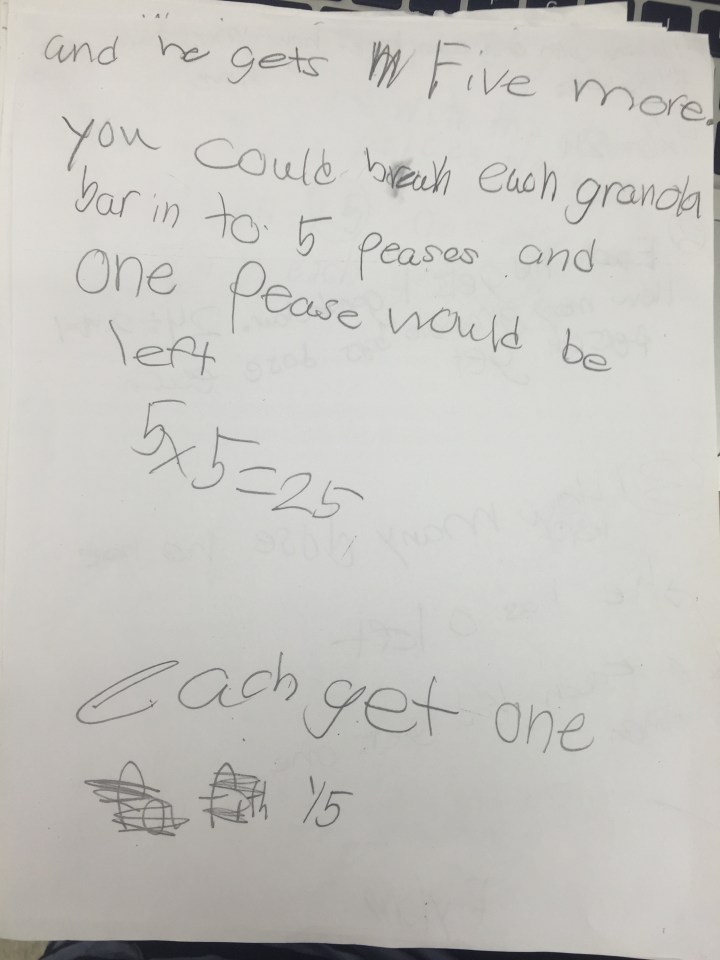 and he gets Five more.
you could break each granola
bar in to 5 peases and
one Pease would be
left
5x5=25
Each get one
1/5